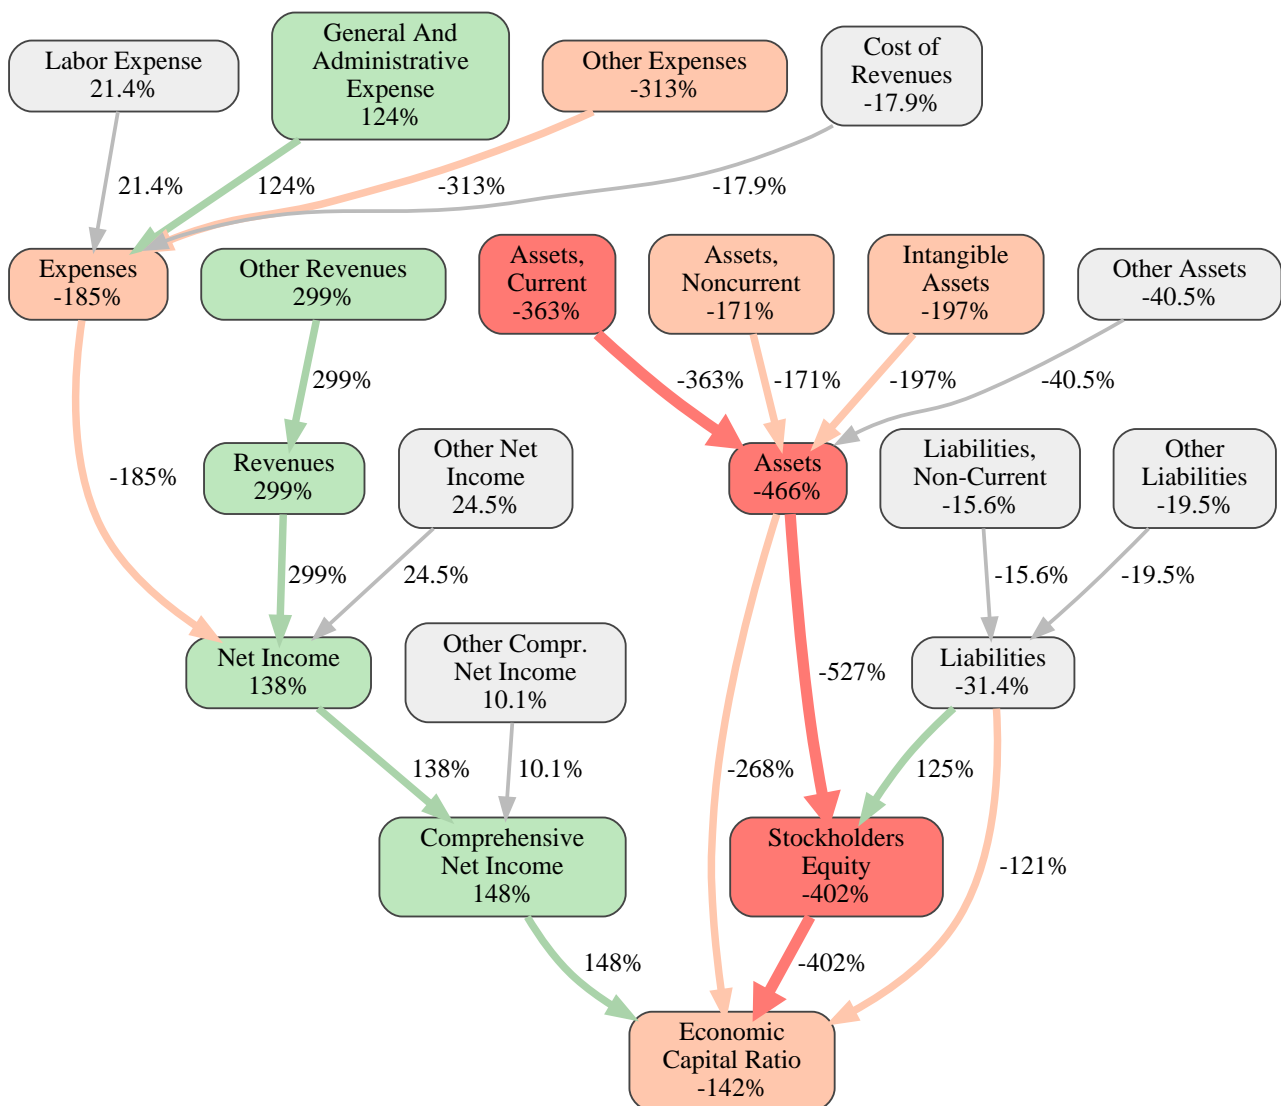 Labor Expense
21.4%
General And
Administrative
Expense
124%
Other Expenses
-313%
Cost of
Revenues
-17.9%
21.4%
124%
-313%
-17.9%
Expenses
-185%
Other Revenues
299%
Assets,
Current
-363%
Assets,
Noncurrent
-171%
Intangible
Assets
-197%
Other Assets
-40.5%
299%
-363%
-171%
-197%
-40.5%
-185%
Revenues
299%
Other Net
Income
24.5%
Assets
-466%
Liabilities,
Non-Current
-15.6%
Other
Liabilities
-19.5%
299%
24.5%
-15.6%
-19.5%
Net Income
138%
Other Compr.
Net Income
10.1%
-527%
Liabilities
-31.4%
138%
10.1%
-268%
125%
Comprehensive
Net Income
148%
Stockholders
Equity
-402%
-121%
148%
-402%
Economic
Capital Ratio
-142%